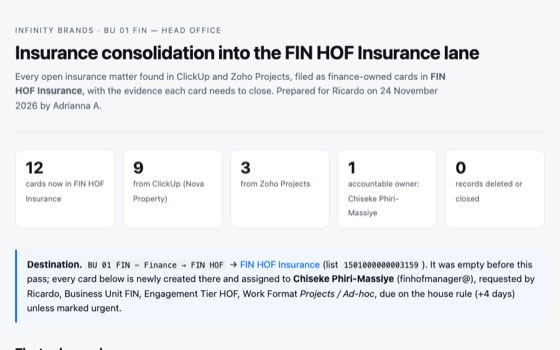 INFINITY BRANDS · BU 01 FIN — HEAD OFFICE
Insurance consolidation into the FIN HOF Insurance lane
Every open insurance matter found in ClickUp and Zoho Projects, filed as finance-owned cards in FIN
HOF Insurance, with the evidence each card needs to close. Prepared for Ricardo on 24 November
2026 by Adrianna A.
12
cards now in FIN HOF
Insurance
9
from ClickUp (Nova
Property)
3
from Zoho Projects
1
accountable owner:
Chiseke Phiri-
Massiye
0
records deleted or
closed
Destination. BU 01 FIN – Finance → FIN HOF → FIN HOF Insurance (list 1501000000003159 ). It was empty before this
pass; every card below is newly created there and assigned to Chiseke Phiri-Massiye (finhofmanager@), requested by
Ricardo, Business Unit FIN, Engagement Tier HOF, Work Format Projects / Ad-hoc, due on the house rule (+4 days)
unless marked urgent.